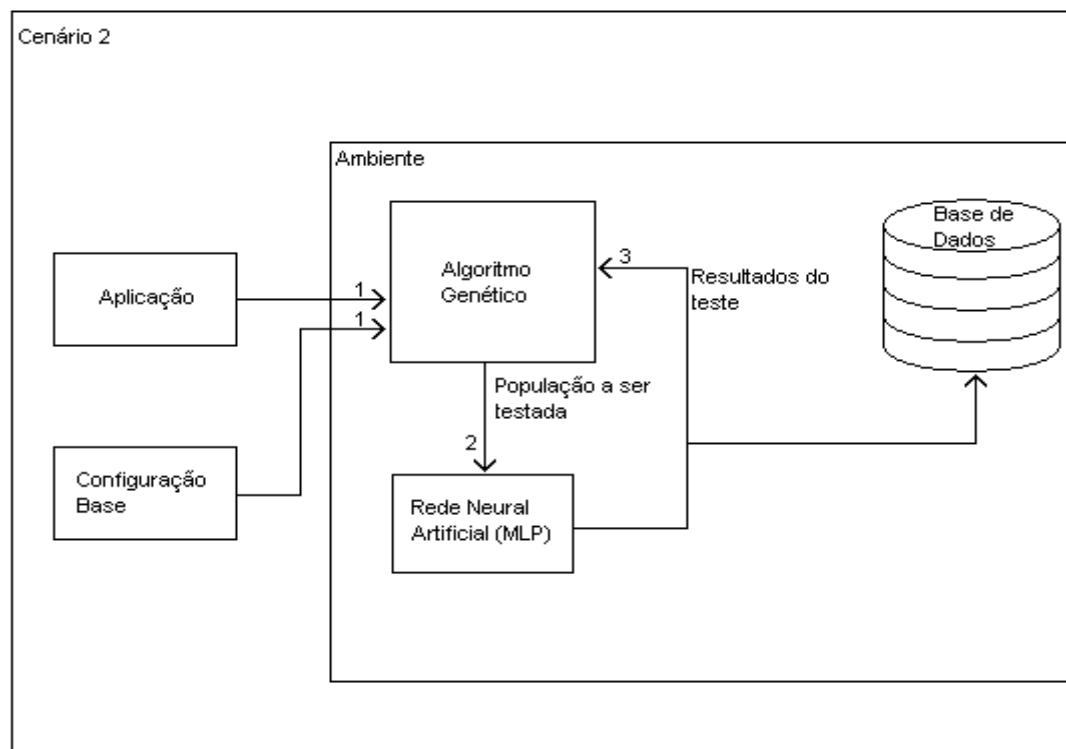 Cenário 2
Ambiente
Base de
Dados
Algoritmo
Genético
3
Resultados do
teste
Aplicação
1
1
População a ser
testada
2
Configuração
Base
Rede Neural
Artificial (MLP)